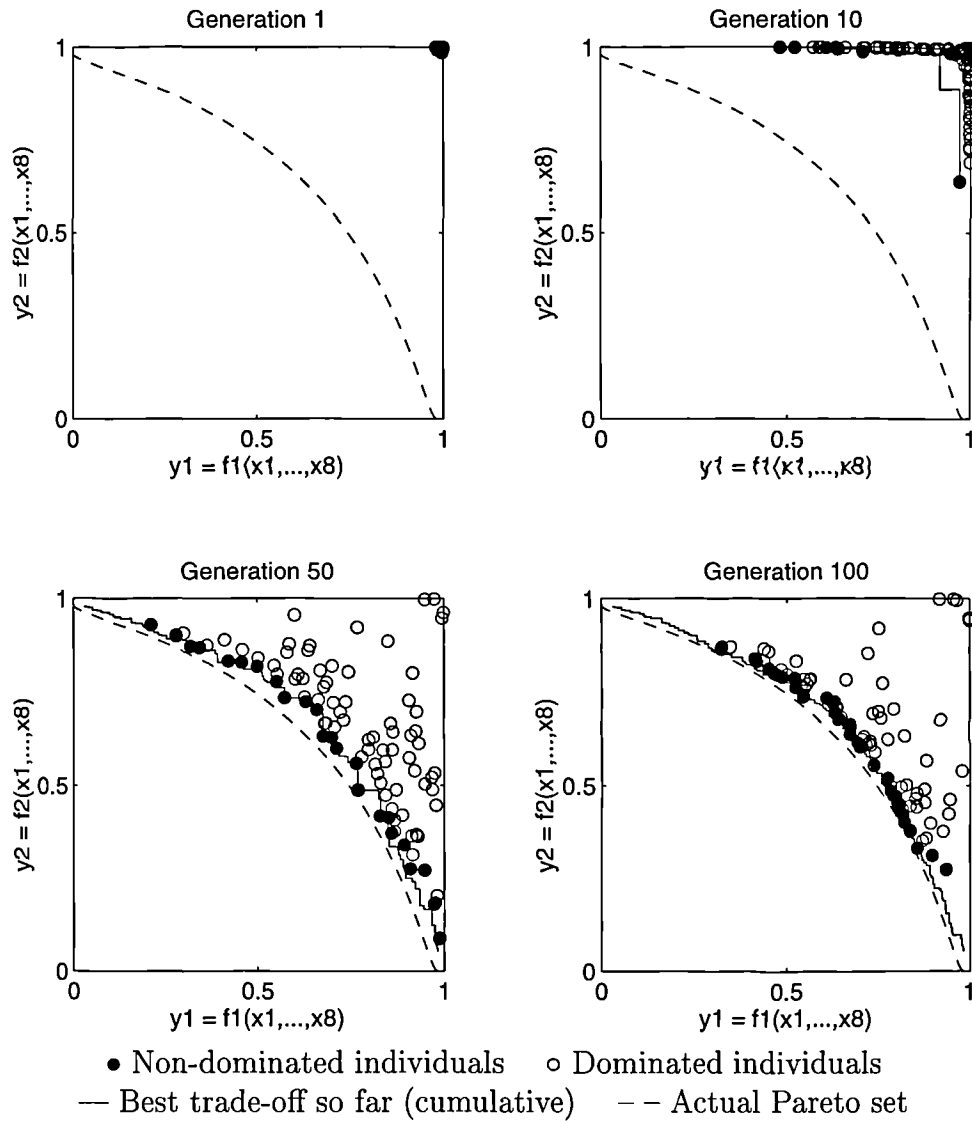 Generation 1
Generation 10
1
0.5
0
0
0.5
1
y2 = f2(x1,...,x8)
y1 = f1(x1,...,x8)
1
0.5
0
0
0.5
1
y2 = f2(x1,...,x8)
y1 = f1(x1,...,x8)
Generation 50
Generation 100
1
0.5
0
0
0.5
1
y2 = f2(x1,...,x8)
y1 = f1(x1,...,x8)
1
0.5
0
0
0.5
1
y2 = f2(x1,...,x8)
y1 = f1(x1,...,x8)
Non-dominated individuals
Dominated individuals
Best trade-off so far (cumulative)
Actual Pareto set